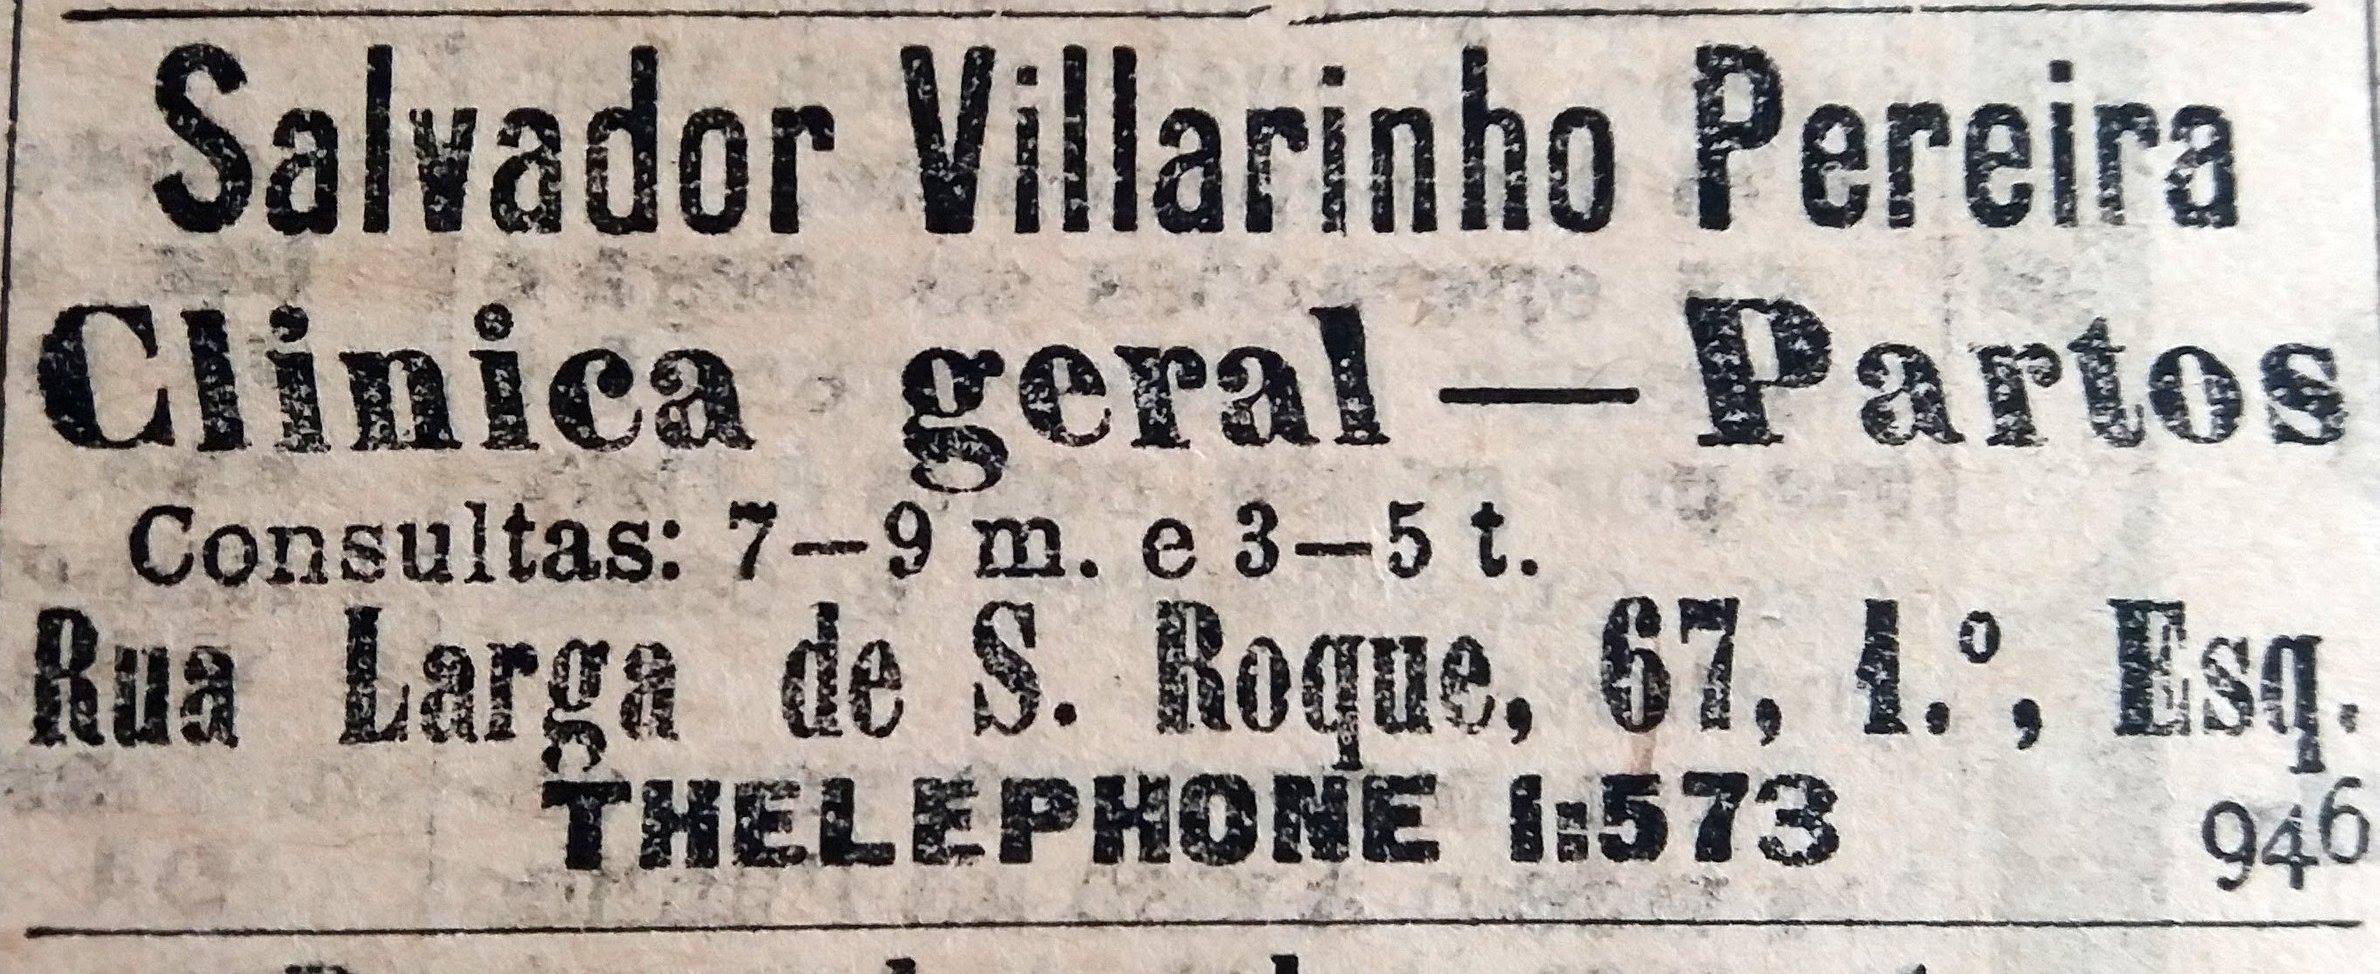 Salvador Villarinho Pereira
Clinica geral — Partos
Consultas: 7—9 m. e 3—5 t.
Rua Larga de S. Roque, 67, 1.º, Esq.
THELEPHONE 1:573
946